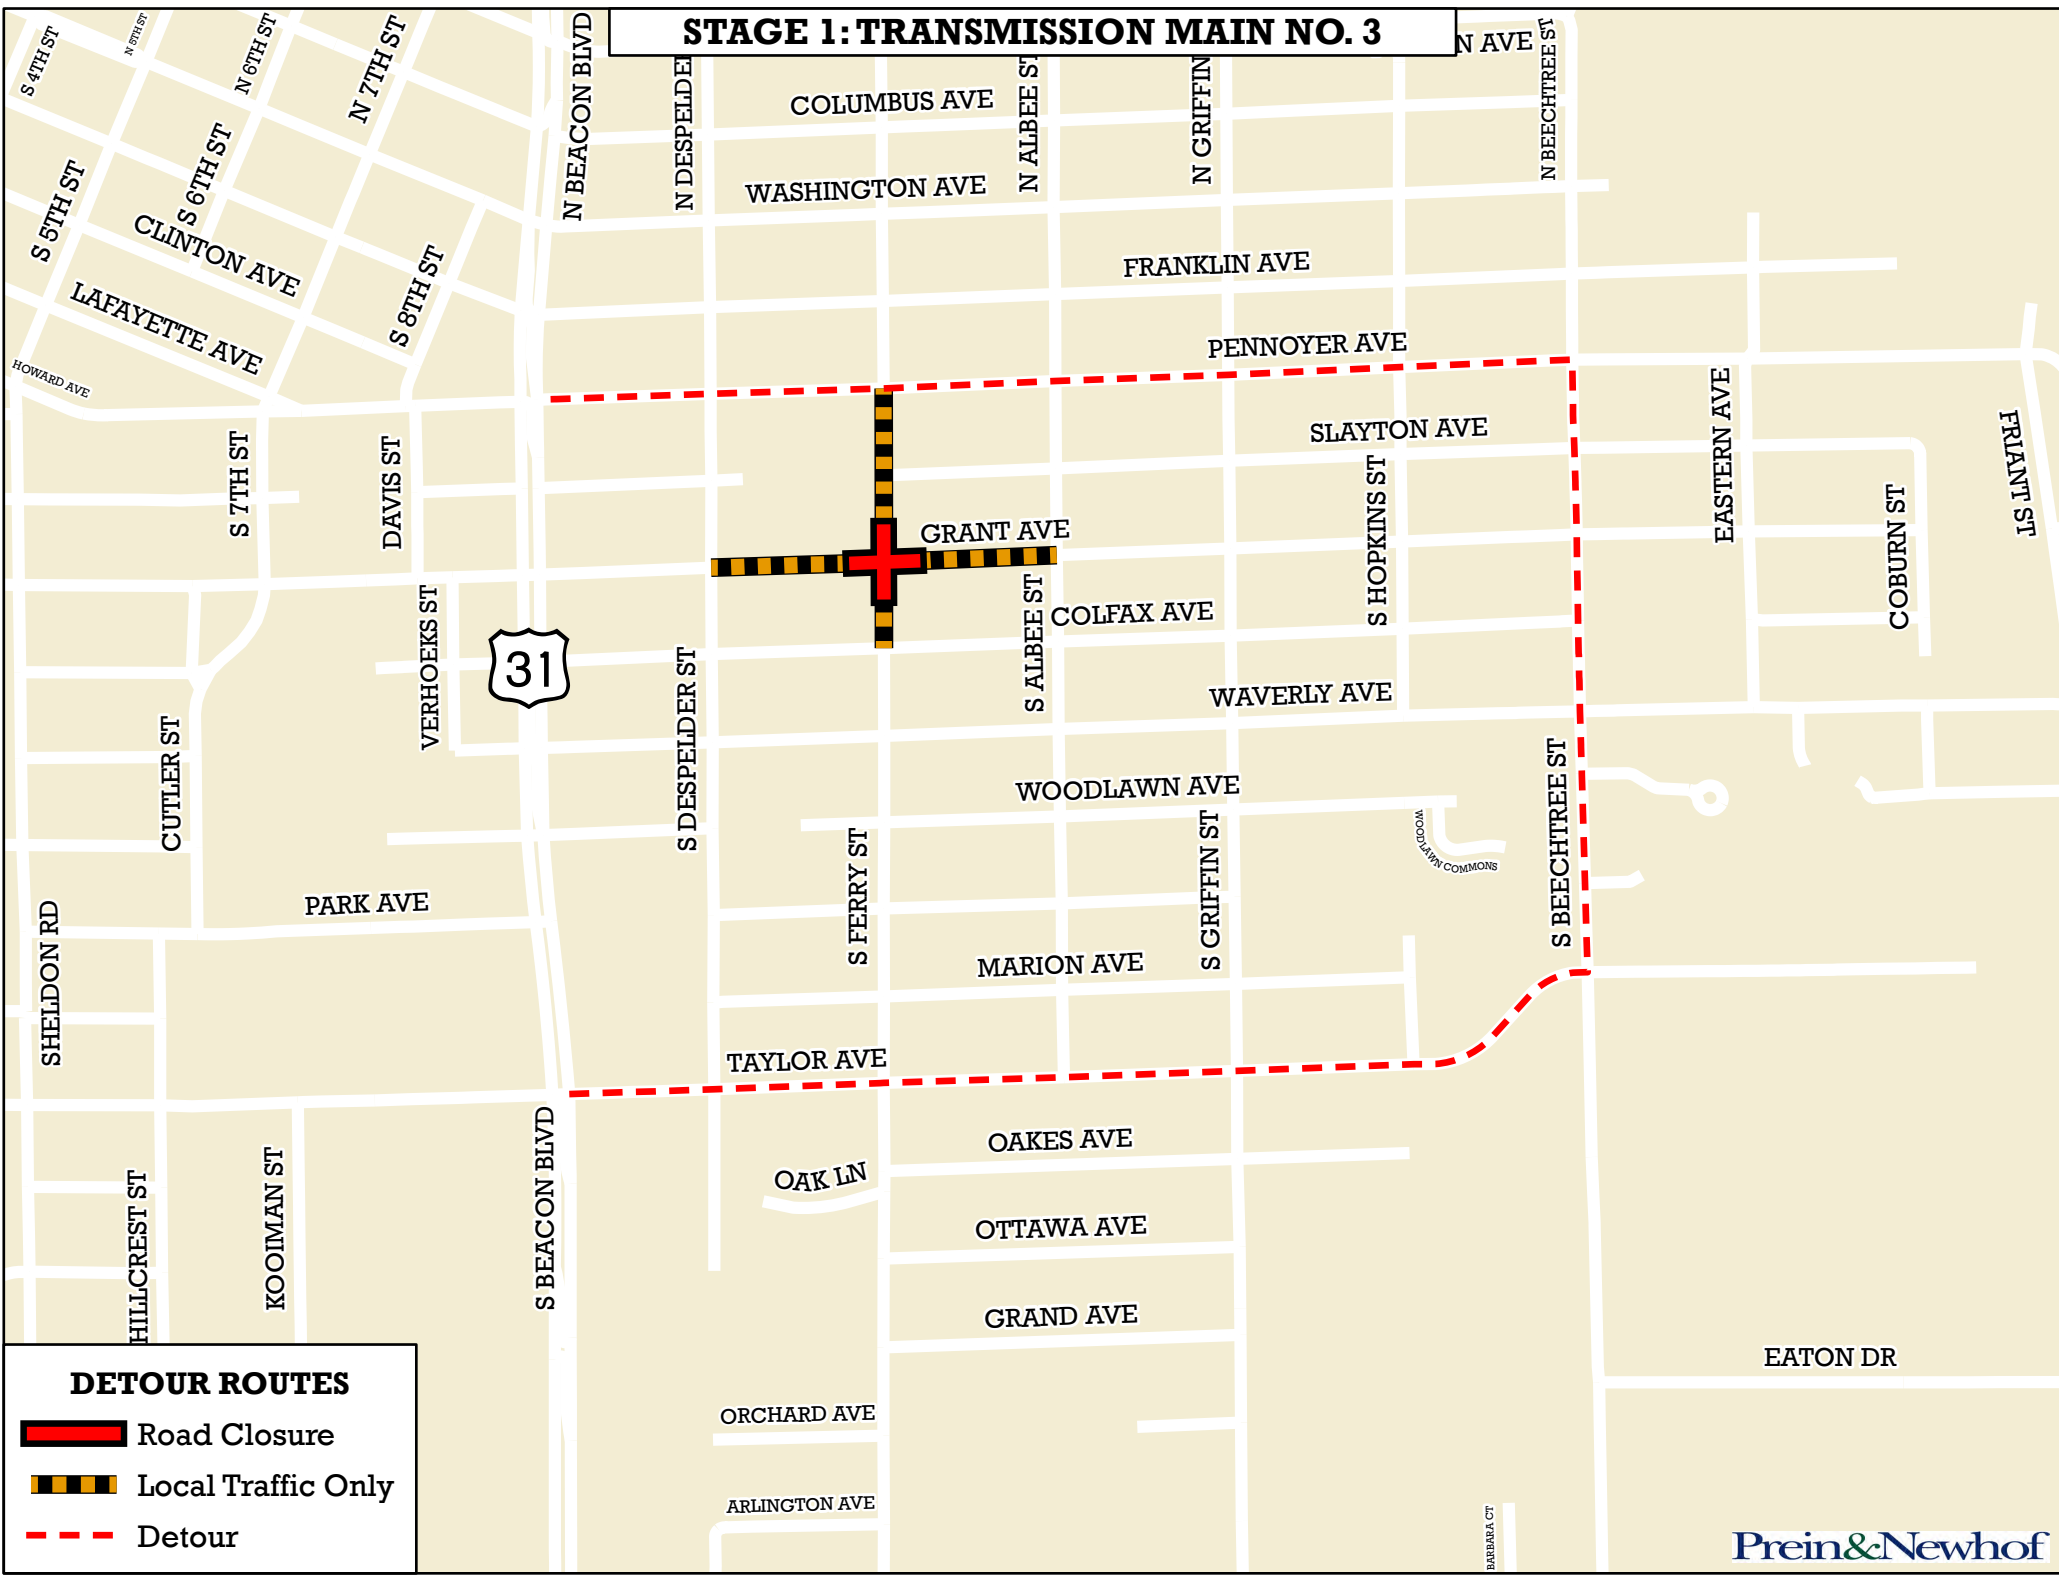 STAGE 1: TRANSMISSION MAIN NO. 3
S 4TH ST
N 5TH ST
N 6TH ST
N 7TH ST
N BEACON BLVD
N DESPELDE
N ALBEE ST
N GRIFFIN
N AVE
N BEECHTREE ST
COLUMBUS AVE
WASHINGTON AVE
S 5TH ST
S 6TH ST
CLINTON AVE
LAFAYETTE AVE
S 8TH ST
HOWARD AVE
FRANKLIN AVE
PENNOYER AVE
SLAYTON AVE
S 7TH ST
DAVIS ST
GRANT AVE
S HOPKINS ST
EASTERN AVE
COBURN ST
FRIANT ST
VERHOEKS ST
31
S ALBEE ST
COLFAX AVE
S DESPELDER ST
WAVERLY AVE
CUTLER ST
WOODLAWN AVE
WOODLAWN COMMONS
S BEECHTREE ST
S FERRY ST
S GRIFFIN ST
PARK AVE
SHELDON RD
MARION AVE
TAYLOR AVE
S BEACON BLVD
OAKES AVE
OAK LN
HILLCREST ST
KOOIMAN ST
OTTAWA AVE
GRAND AVE
EATON DR
ORCHARD AVE
ARLINGTON AVE
BARBARA CT
DETOUR ROUTES
Road Closure
Local Traffic Only
Detour
Prein&Newhof